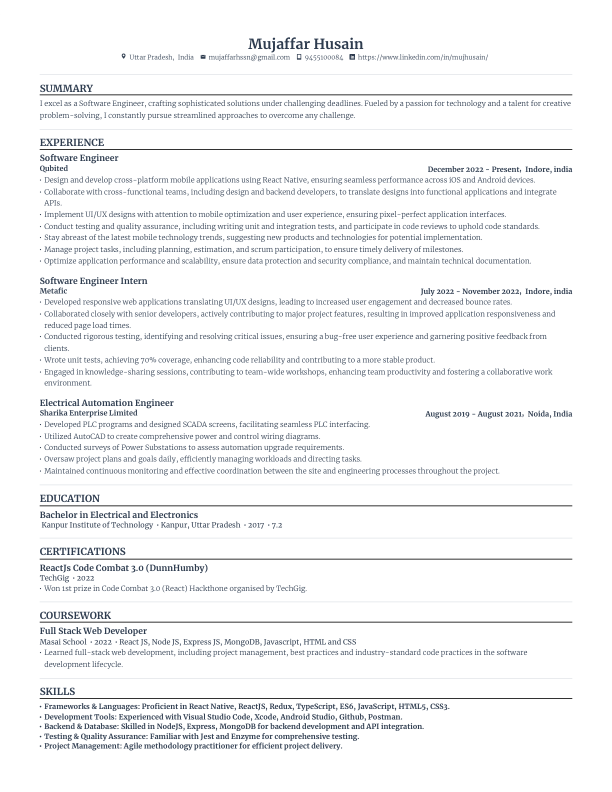 Mujaffar Husain
Uttar Pradesh, India mujaffarhssn@gmail.com 9455100084 https://www.linkedin.com/in/mujhusain/
SUMMARY
I excel as a Software Engineer, crafting sophisticated solutions under challenging deadlines. Fueled by a passion for technology and a talent for creative
problem-solving, I constantly pursue streamlined approaches to overcome any challenge.
EXPERIENCE
Software Engineer
Qubited December 2022 - Present, Indore, india
• Design and develop cross-platform mobile applications using React Native, ensuring seamless performance across iOS and Android devices.
• Collaborate with cross-functional teams, including design and backend developers, to translate designs into functional applications and integrate
APIs.
• Implement UI/UX designs with attention to mobile optimization and user experience, ensuring pixel-perfect application interfaces.
• Conduct testing and quality assurance, including writing unit and integration tests, and participate in code reviews to uphold code standards.
• Stay abreast of the latest mobile technology trends, suggesting new products and technologies for potential implementation.
• Manage project tasks, including planning, estimation, and scrum participation, to ensure timely delivery of milestones.
• Optimize application performance and scalability, ensure data protection and security compliance, and maintain technical documentation.
Software Engineer Intern
Metafic July 2022 - November 2022, Indore, india
• Developed responsive web applications translating UI/UX designs, leading to increased user engagement and decreased bounce rates.
• Collaborated closely with senior developers, actively contributing to major project features, resulting in improved application responsiveness and
reduced page load times.
• Conducted rigorous testing, identifying and resolving critical issues, ensuring a bug-free user experience and garnering positive feedback from
clients.
• Wrote unit tests, achieving 70% coverage, enhancing code reliability and contributing to a more stable product.
• Engaged in knowledge-sharing sessions, contributing to team-wide workshops, enhancing team productivity and fostering a collaborative work
environment.
Electrical Automation Engineer
Sharika Enterprise Limited August 2019 - August 2021, Noida, India
• Developed PLC programs and designed SCADA screens, facilitating seamless PLC interfacing.
• Utilized AutoCAD to create comprehensive power and control wiring diagrams.
• Conducted surveys of Power Substations to assess automation upgrade requirements.
• Oversaw project plans and goals daily, efficiently managing workloads and directing tasks.
• Maintained continuous monitoring and effective coordination between the site and engineering processes throughout the project.
EDUCATION
Bachelor in Electrical and Electronics
Kanpur Institute of Technology • Kanpur, Uttar Pradesh • 2017 • 7.2
CERTIFICATIONS
ReactJs Code Combat 3.0 (DunnHumby)
TechGig • 2022
• Won 1st prize in Code Combat 3.0 (React) Hackthone organised by TechGig.
COURSEWORK
Full Stack Web Developer
Masai School • 2022 • React JS, Node JS, Express JS, MongoDB, Javascript, HTML and CSS
• Learned full-stack web development, including project management, best practices and industry-standard code practices in the software
development lifecycle.
SKILLS
• Frameworks & Languages: Proficient in React Native, ReactJS, Redux, TypeScript, ES6, JavaScript, HTML5, CSS3.
• Development Tools: Experienced with Visual Studio Code, Xcode, Android Studio, Github, Postman.
• Backend & Database: Skilled in NodeJS, Express, MongoDB for backend development and API integration.
• Testing & Quality Assurance: Familiar with Jest and Enzyme for comprehensive testing.
• Project Management: Agile methodology practitioner for efficient project delivery.